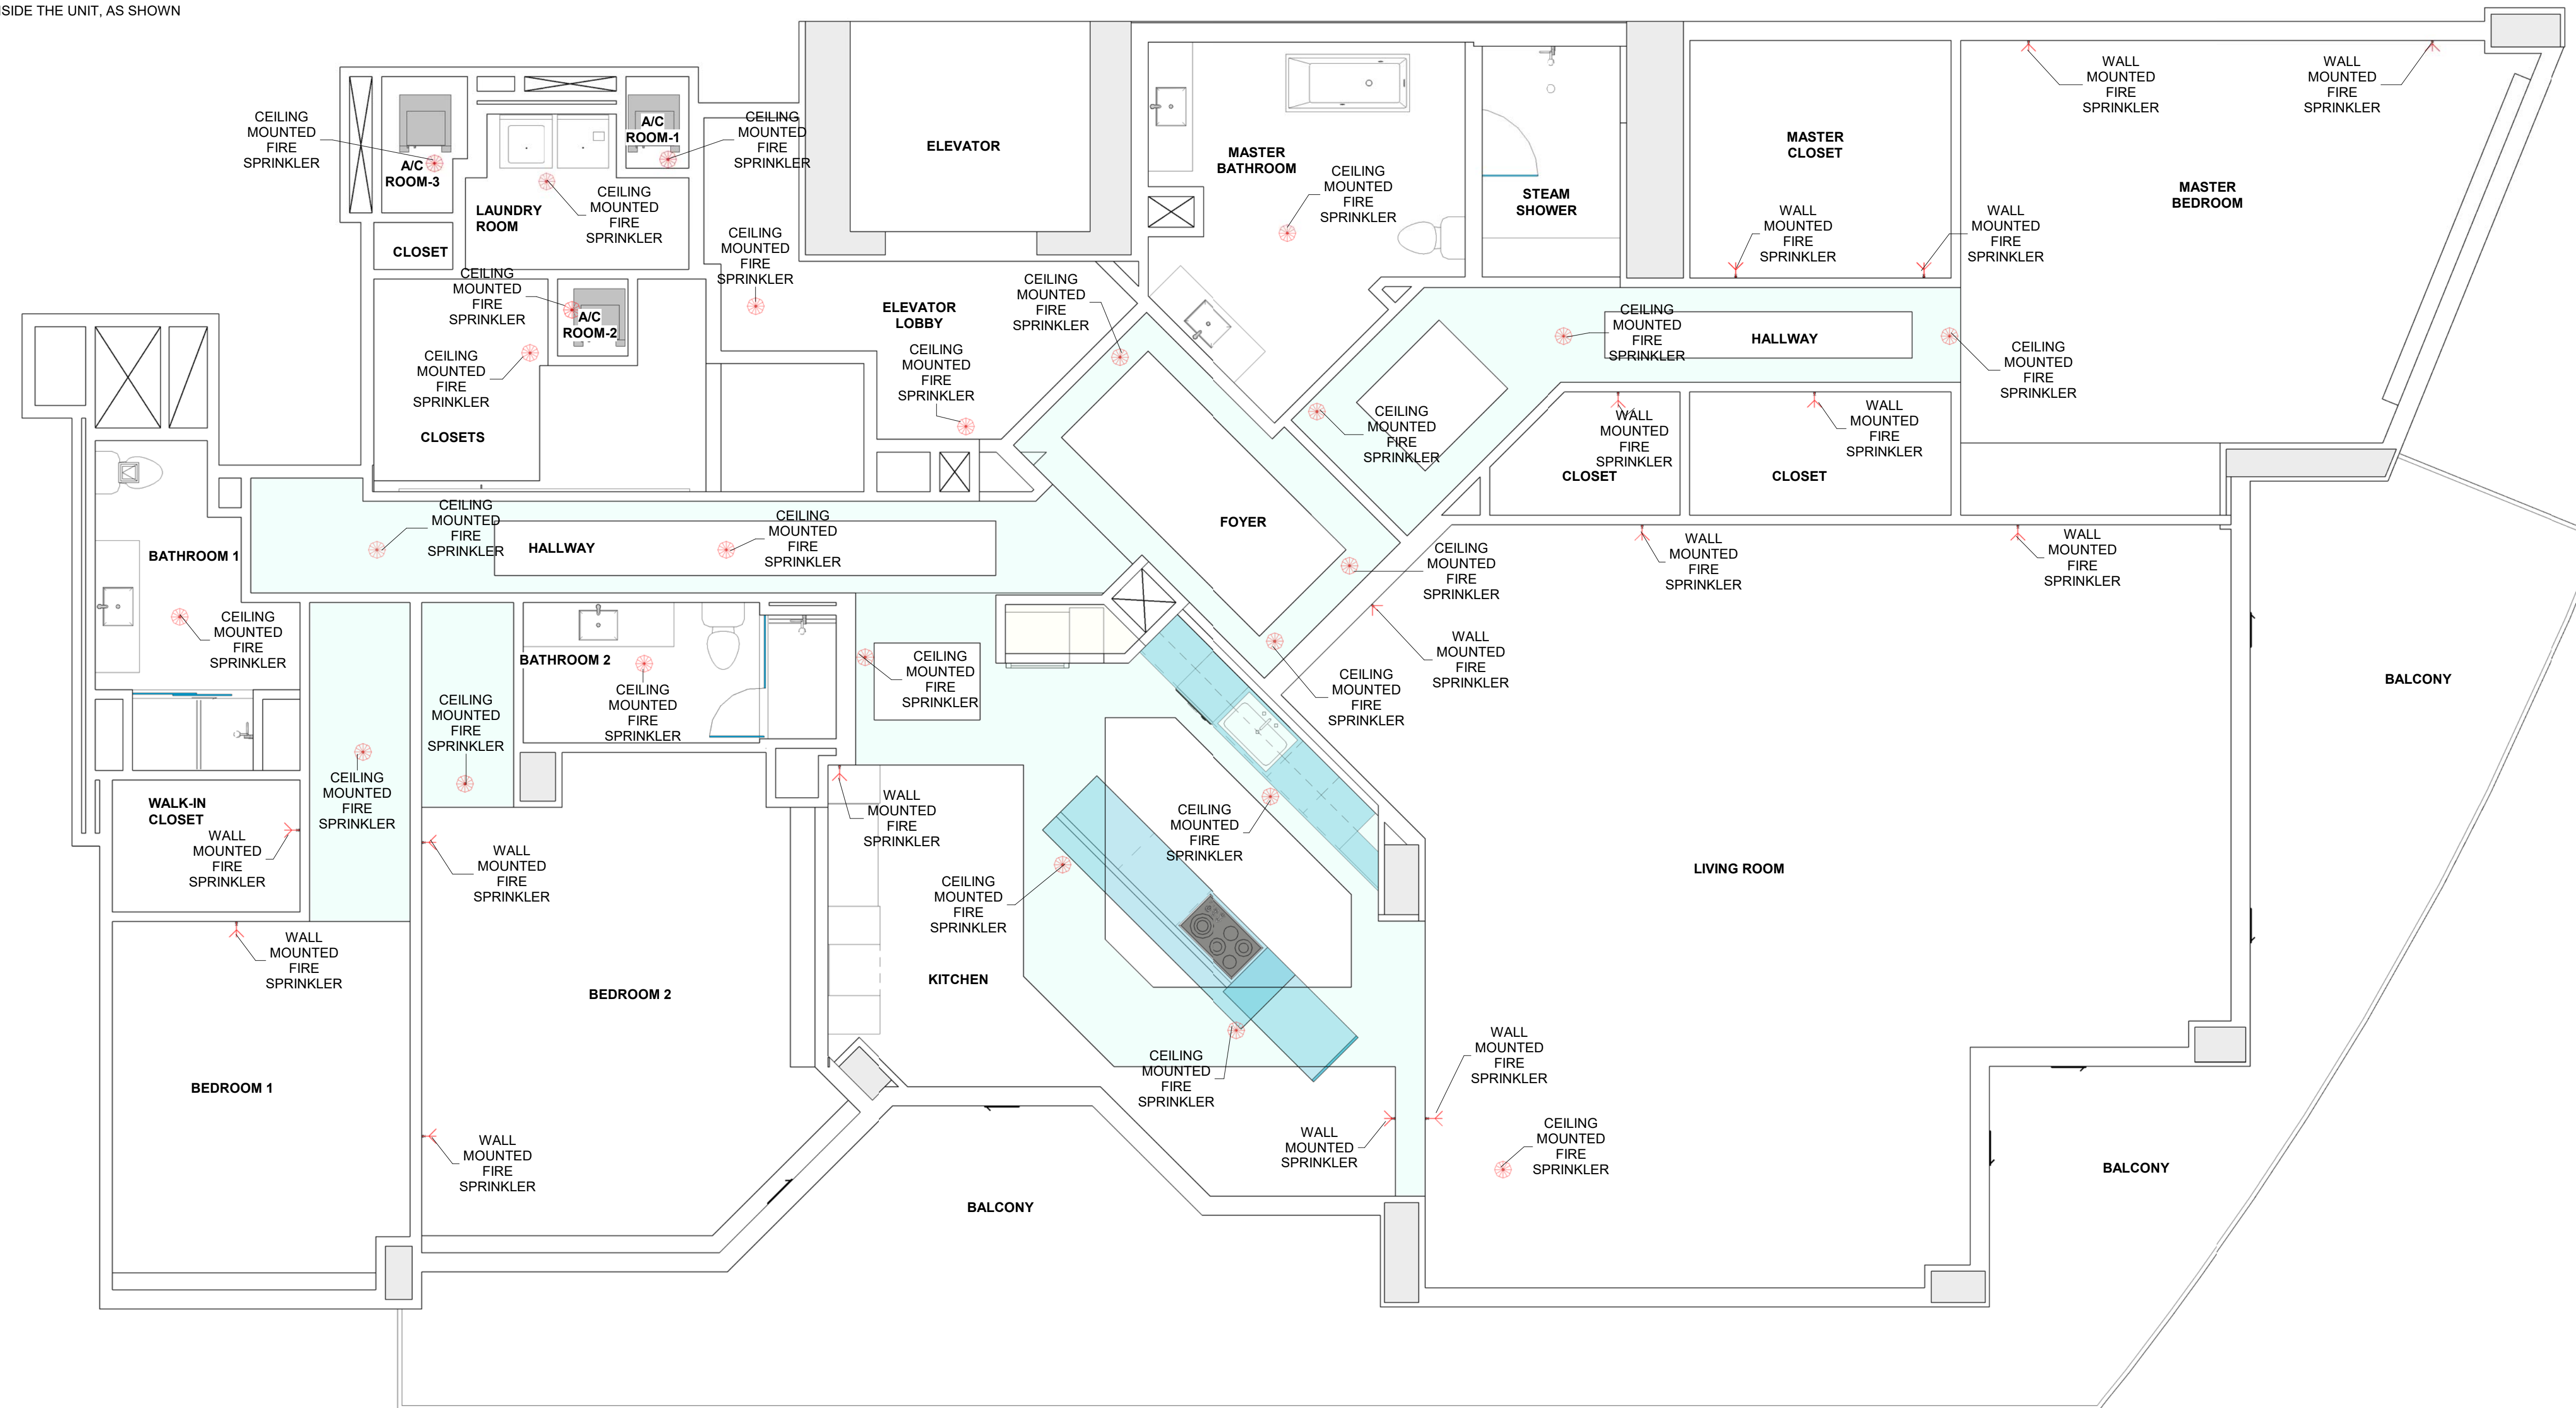 NSIDE THE UNIT, AS SHOWN
CEILING
MOUNTED
FIRE
SPRINKLER
A/C
ROOM-3
A/C
ROOM-1
CEILING
MOUNTED
FIRE
SPRINKLER
LAUNDRY
ROOM
CEILING
MOUNTED
FIRE
SPRINKLER
CLOSET
CEILING
MOUNTED
FIRE
SPRINKLER
A/C
ROOM-2
CEILING
MOUNTED
FIRE
SPRINKLER
CLOSETS
CEILING
MOUNTED
FIRE
SPRINKLER
ELEVATOR
ELEVATOR
LOBBY
CEILING
MOUNTED
FIRE
SPRINKLER
CEILING
MOUNTED
FIRE
SPRINKLER
MASTER
BATHROOM
CEILING
MOUNTED
FIRE
SPRINKLER
STEAM
SHOWER
MASTER
CLOSET
WALL
MOUNTED
FIRE
SPRINKLER
WALL
MOUNTED
FIRE
SPRINKLER
WALL
MOUNTED
FIRE
SPRINKLER
WALL
MOUNTED
FIRE
SPRINKLER
MASTER
BEDROOM
CEILING
MOUNTED
FIRE
SPRINKLER
HALLWAY
CEILING
MOUNTED
FIRE
SPRINKLER
CEILING
MOUNTED
FIRE
SPRINKLER
WALL
MOUNTED
FIRE
SPRINKLER
CLOSET
WALL
MOUNTED
FIRE
SPRINKLER
CLOSET
BATHROOM 1
CEILING
MOUNTED
FIRE
SPRINKLER
CEILING
MOUNTED
FIRE
SPRINKLER
HALLWAY
CEILING
MOUNTED
FIRE
SPRINKLER
FOYER
CEILING
MOUNTED
FIRE
SPRINKLER
WALL
MOUNTED
FIRE
SPRINKLER
WALL
MOUNTED
FIRE
SPRINKLER
WALL
MOUNTED
FIRE
SPRINKLER
CEILING
MOUNTED
FIRE
SPRINKLER
BATHROOM 2
CEILING
MOUNTED
FIRE
SPRINKLER
CEILING
MOUNTED
FIRE
SPRINKLER
CEILING
MOUNTED
FIRE
SPRINKLER
BALCONY
WALK-IN
CLOSET
WALL
MOUNTED
FIRE
SPRINKLER
CEILING
MOUNTED
FIRE
SPRINKLER
WALL
MOUNTED
FIRE
SPRINKLER
WALL
MOUNTED
FIRE
SPRINKLER
CEILING
MOUNTED
FIRE
SPRINKLER
CEILING
MOUNTED
FIRE
SPRINKLER
LIVING ROOM
WALL
MOUNTED
FIRE
SPRINKLER
KITCHEN
BEDROOM 2
BEDROOM 1
CEILING
MOUNTED
FIRE
SPRINKLER
WALL
MOUNTED
FIRE
SPRINKLER
WALL
MOUNTED
FIRE
SPRINKLER
WALL
MOUNTED
SPRINKLER
CEILING
MOUNTED
FIRE
SPRINKLER
BALCONY
BALCONY